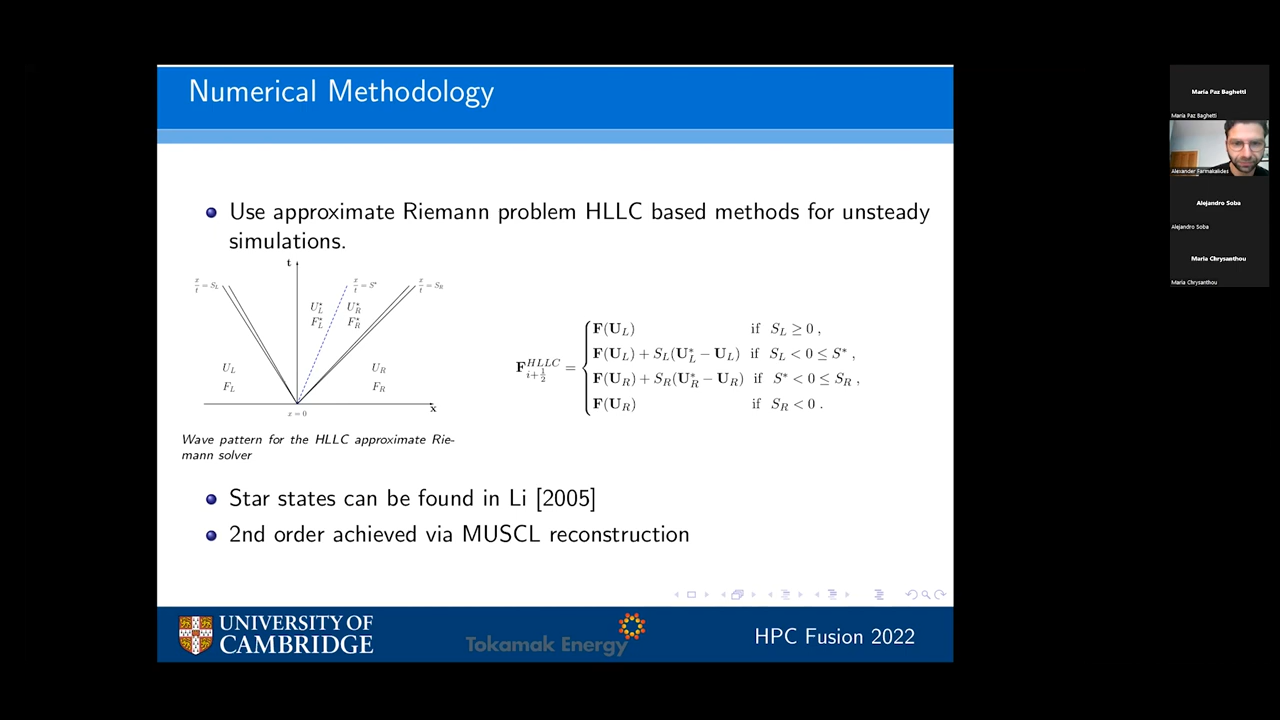 Numerical Methodology
Use approximate Riemann problem HLLC based methods for unsteady
simulations.
t
x/t = S_L
x/t = S*
x/t = S_R
U*_L U*_R
F*_L F*_R
U_L U_R
F_L F_R
x = 0
x
Wave pattern for the HLLC approximate Rie-
mann solver
F^{HLLC}_{i+1/2} =
F(U_L) if S_L ≥ 0 ,
F(U_L) + S_L(U*_L − U_L) if S_L < 0 ≤ S* ,
F(U_R) + S_R(U*_R − U_R) if S* < 0 ≤ S_R ,
F(U_R) if S_R < 0 .
Star states can be found in Li [2005]
2nd order achieved via MUSCL reconstruction
UNIVERSITY OF
CAMBRIDGE
Tokamak Energy
HPC Fusion 2022
María Paz Baghetti
María Paz Baghetti
Alexander Farmakalides
Alejandro Soba
Alejandro Soba
Maria Chrysanthou
Maria Chrysanthou